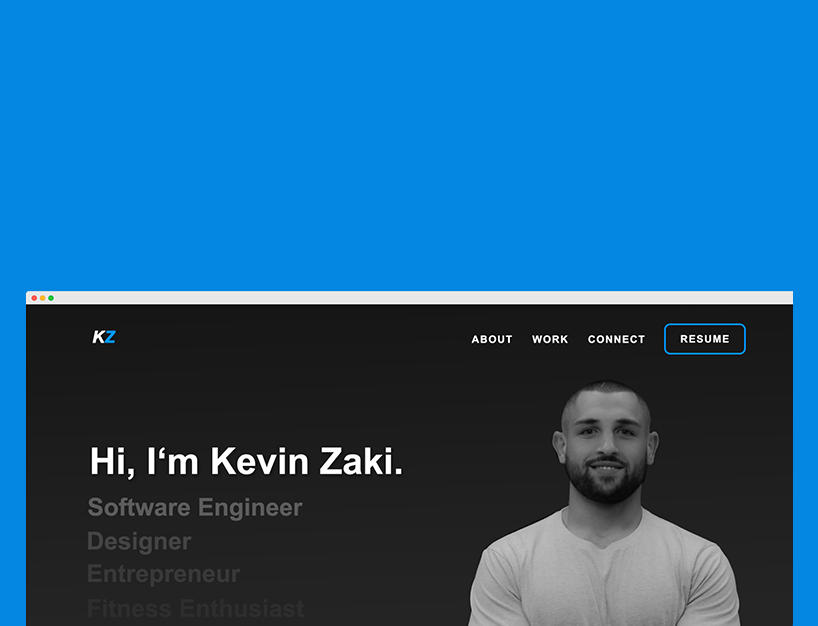 KZ
ABOUT WORK CONNECT RESUME
Hi, I‘m Kevin Zaki.
Software Engineer
Designer
Entrepreneur
Fitness Enthusiast